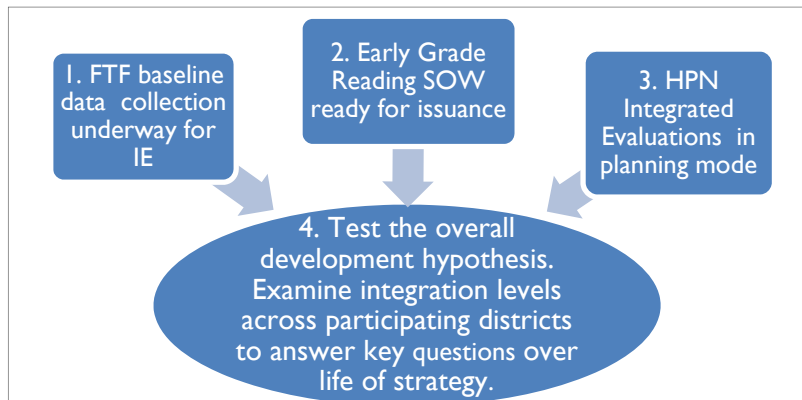 1. FTF baseline
data collection
underway for
IE
2. Early Grade
Reading SOW
ready for issuance
3. HPN
Integrated
Evaluations in
planning mode
4. Test the overall
development hypothesis.
Examine integration levels
across participating districts
to answer key questions over
life of strategy.